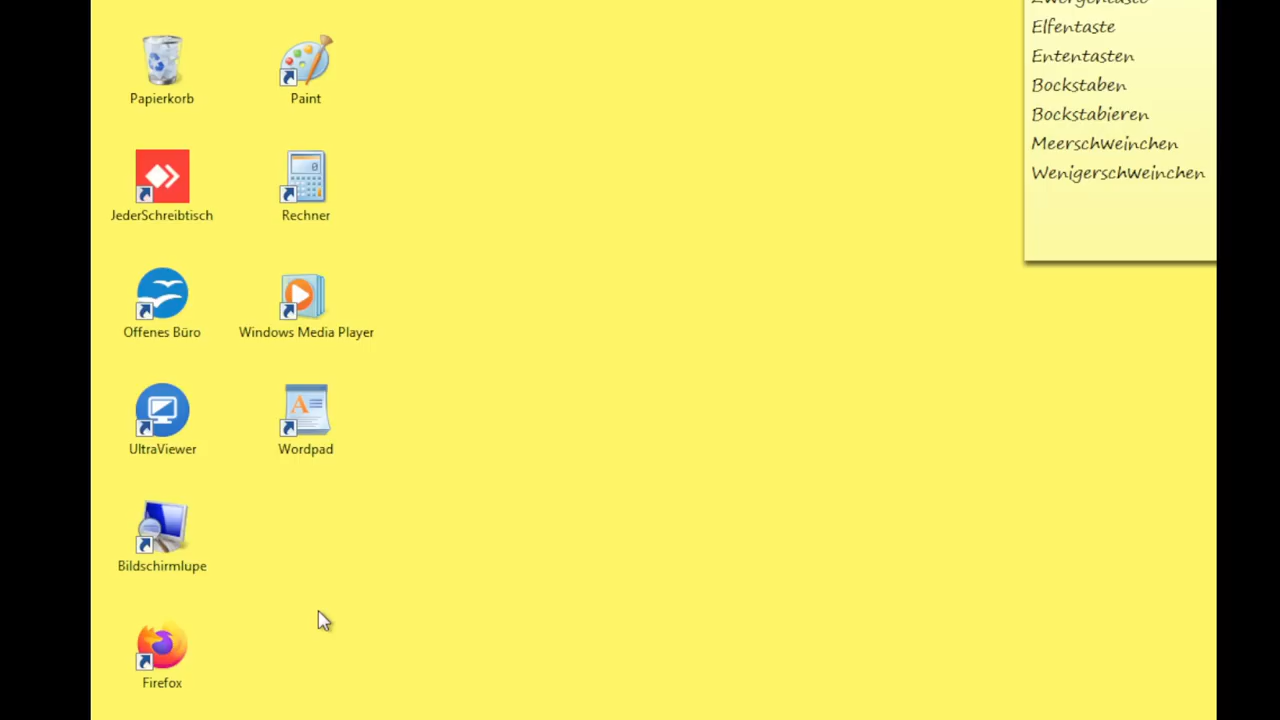 Papierkorb
Paint
JederSchreibtisch
Rechner
Offenes Büro
Windows Media Player
UltraViewer
Wordpad
Bildschirmlupe
Firefox
Elfentaste
Ententasten
Bockstaben
Bockstabieren
Meerschweinchen
Wenigerschweinchen